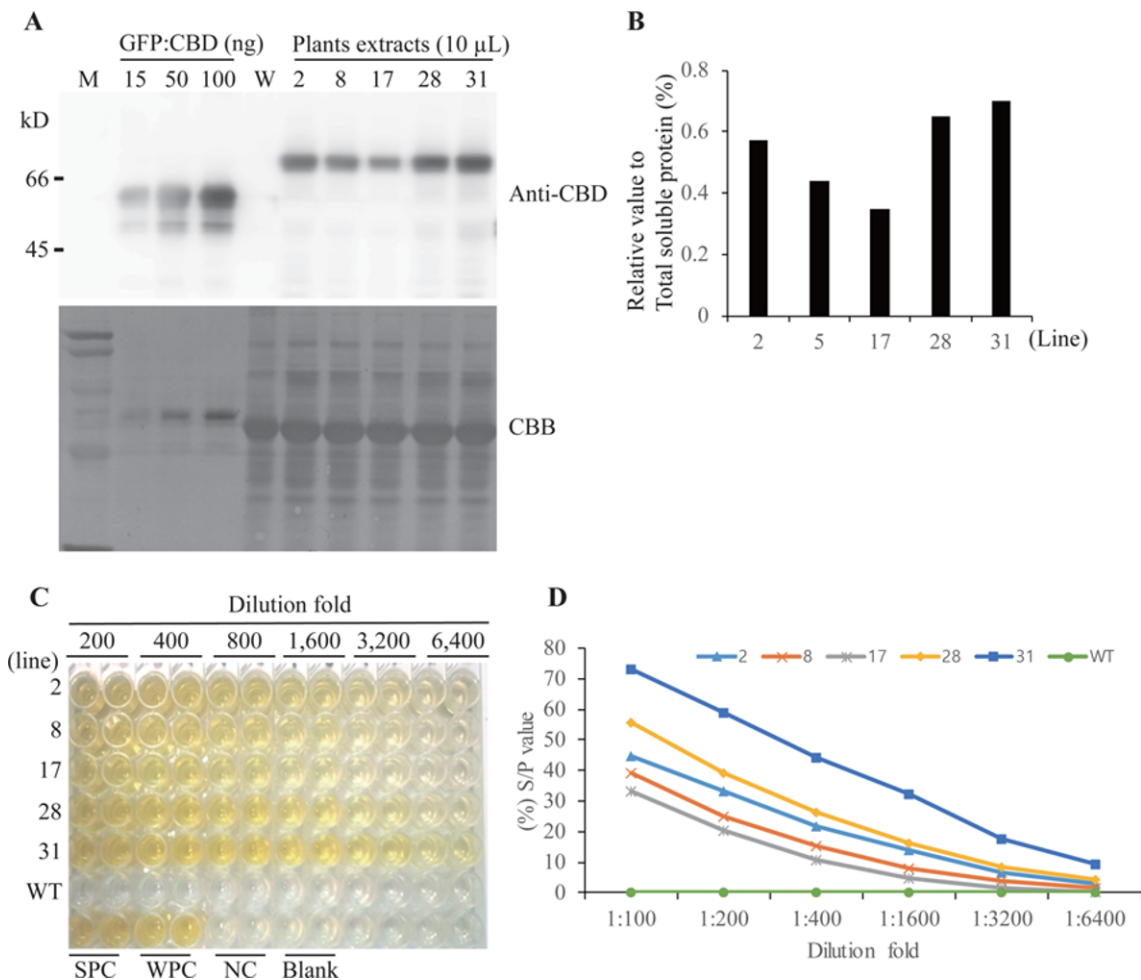 A
GFP:CBD (ng)
Plants extracts (10 µL)
M 15 50 100 W 2 8 17 28 31
kD
66
45
Anti-CBD
CBB
B
Relative value to
Total soluble protein (%)
0.8
0.6
0.4
0.2
0
2 5 17 28 31 (Line)
C
Dilution fold
200 400 800 1,600 3,200 6,400
(line)
2
8
17
28
31
WT
SPC WPC NC Blank
D
(%) S/P value
80
70
60
50
40
30
20
10
0
2 8 17 28 31 WT
1:100 1:200 1:400 1:1600 1:3200 1:6400
Dilution fold